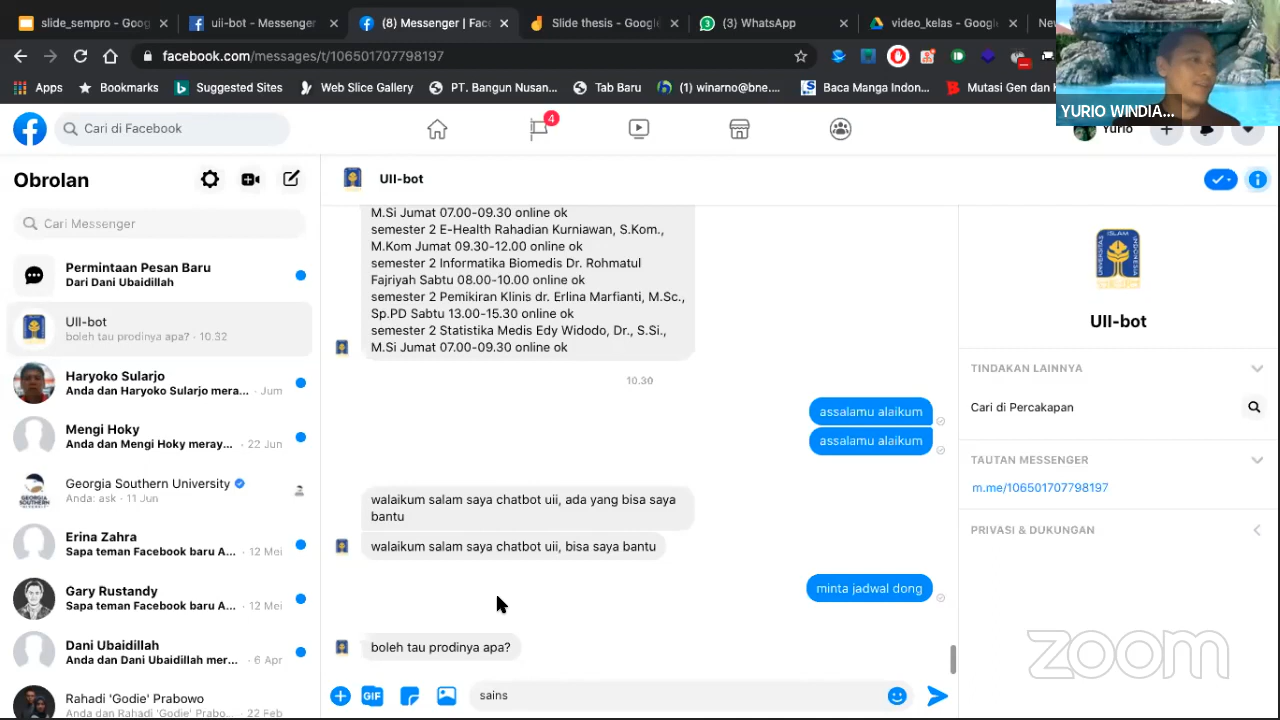 slide_sempro - Goo
uii-bot - Messenger
(8) Messenger | Fac
Slide thesis - Googl
(3) WhatsApp
video_kelas - Googl
New
facebook.com/messages/t/106501707798197
Apps
Bookmarks
Suggested Sites
Web Slice Gallery
PT. Bangun Nusan...
Tab Baru
(1) winarno@bne....
Baca Manga Indon...
Mutasi Gen da
YURIO WINDIA...
Cari di Facebook
4
Yurio
Obrolan
Cari Messenger
Permintaan Pesan Baru
Dari Dani Ubaidillah
UII-bot
boleh tau prodinya apa? · 10.32
Haryoko Sularjo
Anda dan Haryoko Sularjo mera... · Jum
Mengi Hoky
Anda dan Mengi Hoky meray... · 22 Jun
Georgia Southern University
Anda: ask · 11 Jun
Erina Zahra
Sapa teman Facebook baru A... · 12 Mei
Gary Rustandy
Sapa teman Facebook baru A... · 12 Mei
Dani Ubaidillah
Anda dan Dani Ubaidillah mer... · 6 Apr
Rahadi 'Godie' Prabowo
Anda dan Rahadi 'Godie' Prabo... · 22 Feb
UII-bot
M.Si Jumat 07.00-09.30 online ok
semester 2 E-Health Rahadian Kurniawan, S.Kom.,
M.Kom Jumat 09.30-12.00 online ok
semester 2 Informatika Biomedis Dr. Rohmatul
Fajriyah Sabtu 08.00-10.00 online ok
semester 2 Pemikiran Klinis dr. Erlina Marfianti, M.Sc.,
Sp.PD Sabtu 13.00-15.30 online ok
semester 2 Statistika Medis Edy Widodo, Dr., S.Si.,
M.Si Jumat 07.00-09.30 online ok
10.30
assalamu alaikum
assalamu alaikum
walaikum salam saya chatbot uii, ada yang bisa saya
bantu
walaikum salam saya chatbot uii, bisa saya bantu
minta jadwal dong
boleh tau prodinya apa?
GIF
sains
ISLAM
UNIVERSITAS
INDONESIA
UII-bot
TINDAKAN LAINNYA
Cari di Percakapan
TAUTAN MESSENGER
m.me/106501707798197
PRIVASI & DUKUNGAN
zoom